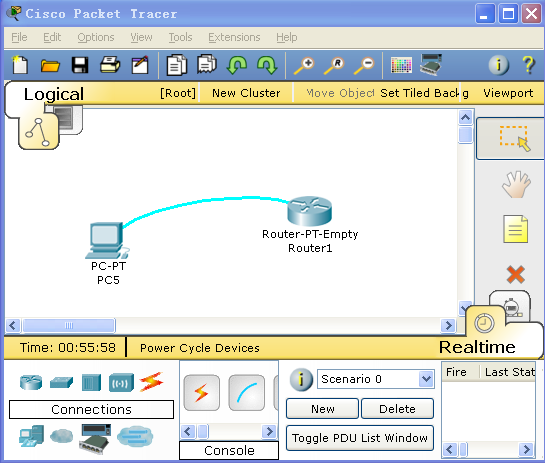 Cisco Packet Tracer
File Edit Options View Tools Extensions Help
Logical [Root] New Cluster Move Object Set Tiled Back g Viewport
Router-PT-Empty
Router1
PC-PT
PC5
Time: 00:55:58 Power Cycle Devices Realtime
Scenario 0
Fire Last Stat
Connections
New Delete
Toggle PDU List Window
Console